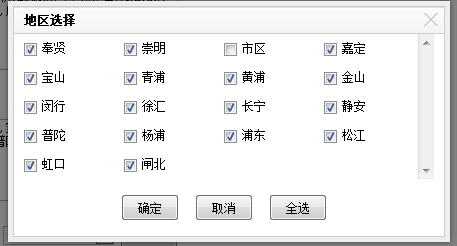 地区选择
奉贤 崇明 市区 嘉定
宝山 青浦 黄浦 金山
闵行 徐汇 长宁 静安
普陀 杨浦 浦东 松江
虹口 闸北
确定 取消 全选